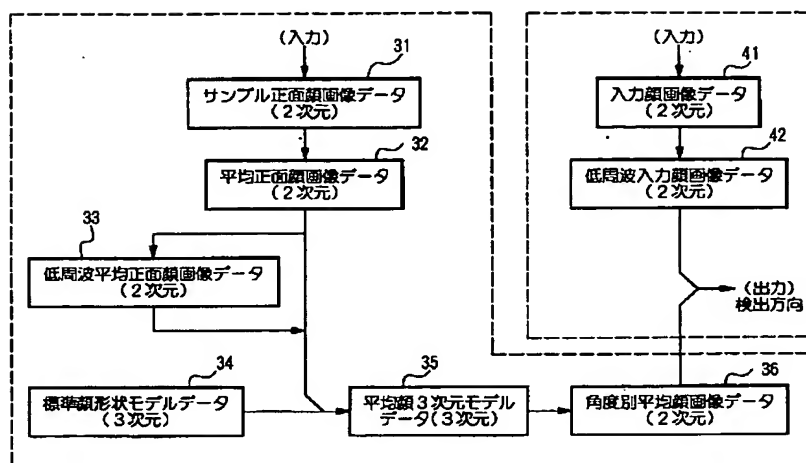 (入力)
31
サンプル正面顔画像データ
(2次元)
32
平均正面顔画像データ
(2次元)
33
低周波平均正面顔画像データ
(2次元)
34
標準顔形状モデルデータ
(3次元)
35
平均顔3次元モデル
データ(3次元)
36
角度別平均顔画像データ
(2次元)
(入力)
41
入力顔画像データ
(2次元)
42
低周波入力顔画像データ
(2次元)
(出力)
検出方向